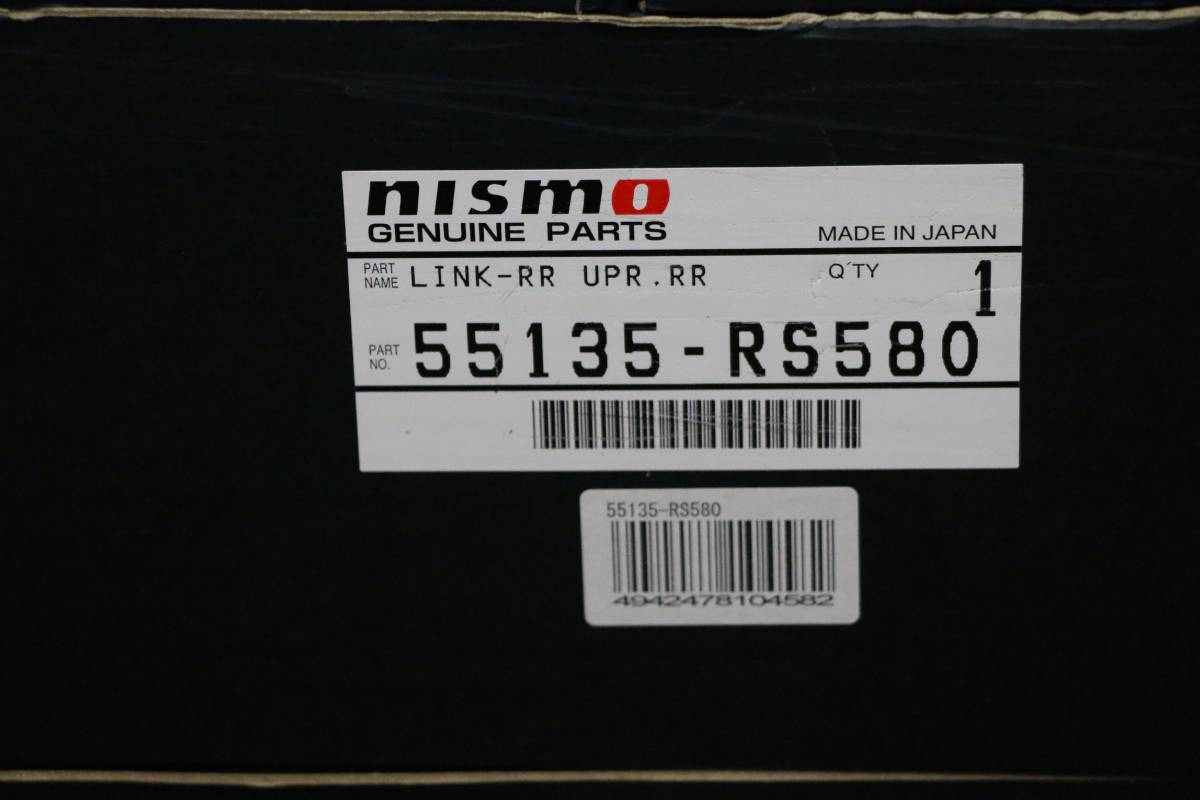 nismo
GENUINE PARTS
MADE IN JAPAN
PART NAME LINK-RR UPR.RR Q'TY 1
PART NO. 55135-RS580
55135-RS580
4942478104582